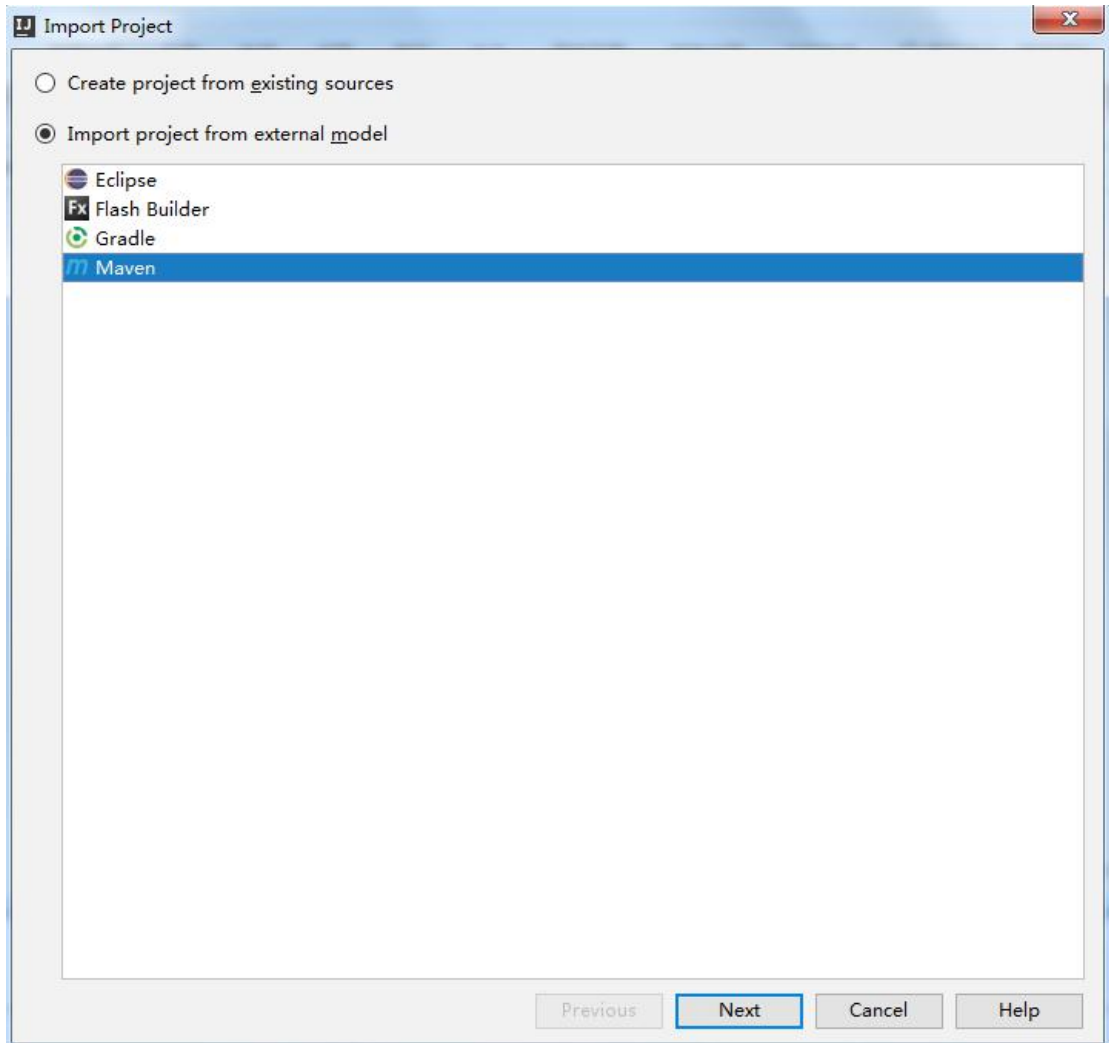 IJ Import Project
Create project from existing sources
Import project from external model
Eclipse
Fx Flash Builder
Gradle
m Maven
Previous Next Cancel Help